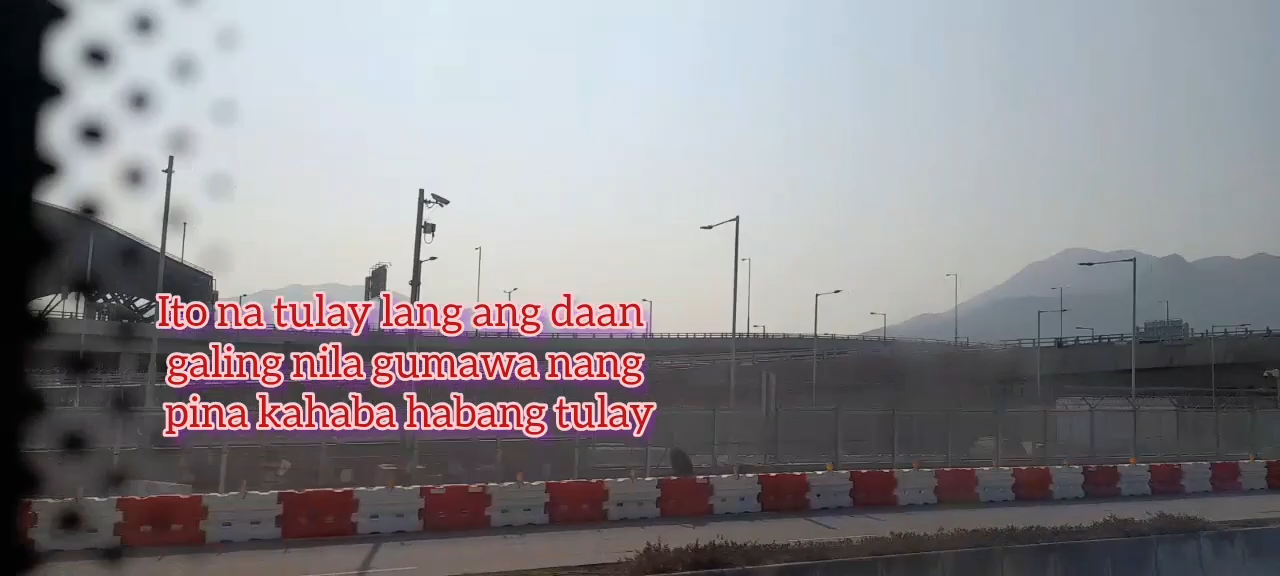 Ito na tulay lang ang daan
galing nila gumawa nang
pina kahaba habang tulay